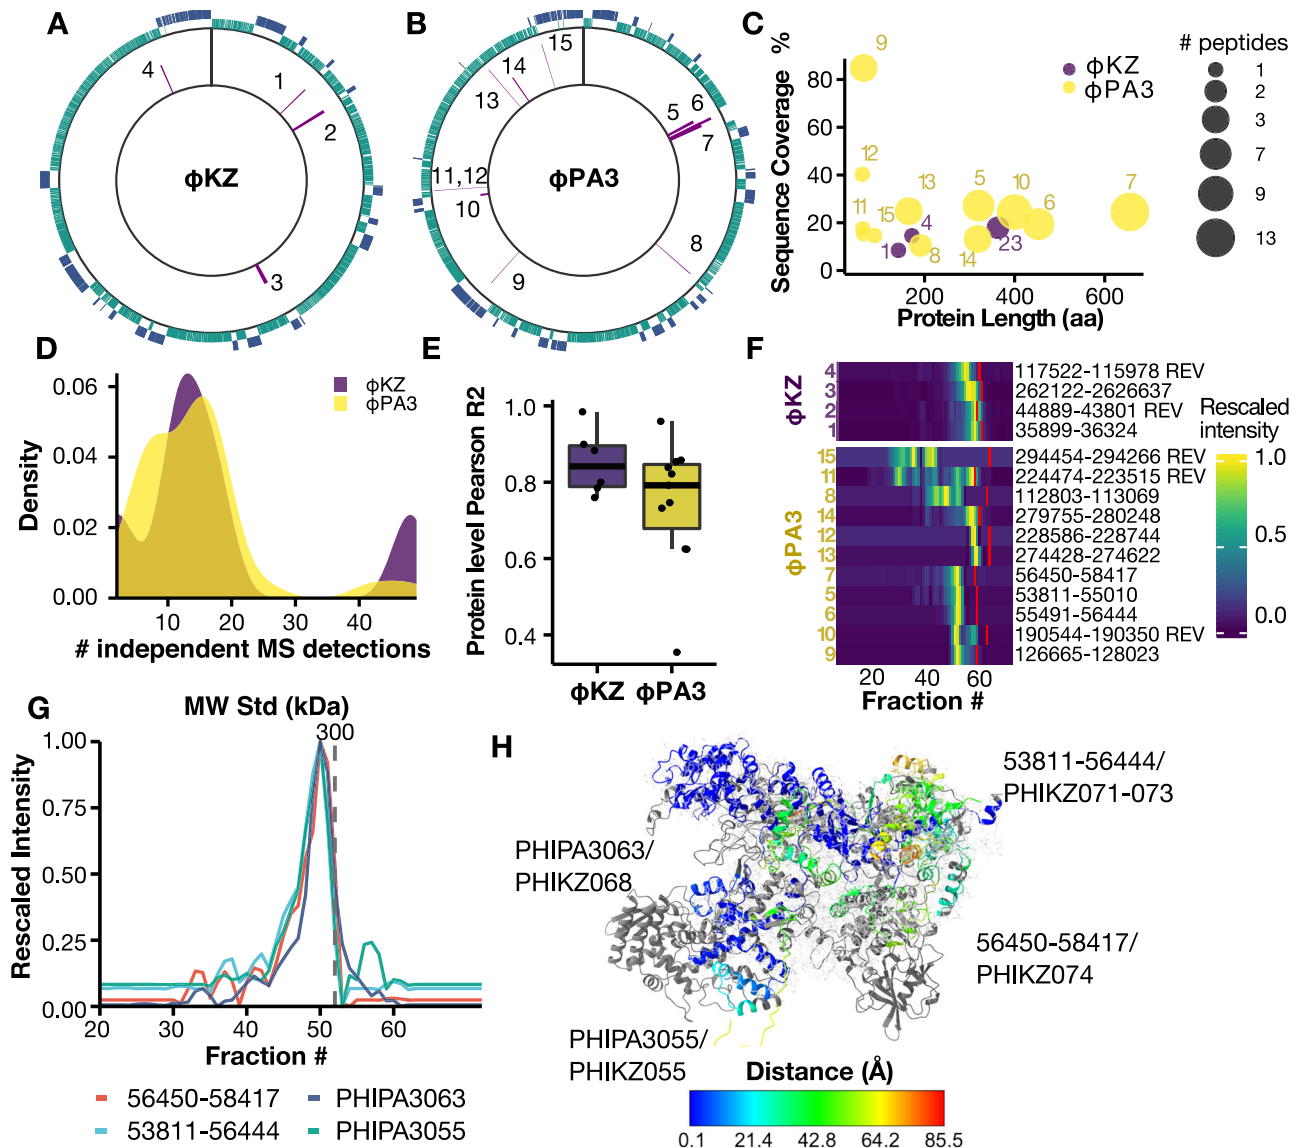 A
4
1
2
ϕKZ
3
B
15
14
13
5
6
7
11,12
ϕPA3
10
8
9
C
Sequence Coverage %
80
60
40
20
0
200
400
600
Protein Length (aa)
9
12
11
15
13
4
1
8
5
14
10
23
6
7
ϕKZ
ϕPA3
# peptides
1
2
3
7
9
13
D
Density
0.06
0.04
0.02
0.00
10
20
30
40
# independent MS detections
ϕKZ
ϕPA3
E
Protein level Pearson R2
1.0
0.8
0.6
0.4
ϕKZ
ϕPA3
F
ϕKZ
4 117522-115978 REV
3 262122-2626637
2 44889-43801 REV
1 35899-36324
ϕPA3
15 294454-294266 REV
11 224474-223515 REV
8 112803-113069
14 279755-280248
12 228586-228744
13 274428-274622
7 56450-58417
5 53811-55010
6 55491-56444
10 190544-190350 REV
9 126665-128023
20
40
60
Fraction #
Rescaled
intensity
1.0
0.5
0.0
G
MW Std (kDa)
300
Rescaled Intensity
1.00
0.75
0.50
0.25
0.00
20
30
40
50
60
Fraction #
56450-58417
PHIPA3063
53811-56444
PHIPA3055
H
53811-56444/
PHIKZ071-073
PHIPA3063/
PHIKZ068
56450-58417/
PHIKZ074
PHIPA3055/
PHIKZ055
Distance (Å)
0.1
21.4
42.8
64.2
85.5